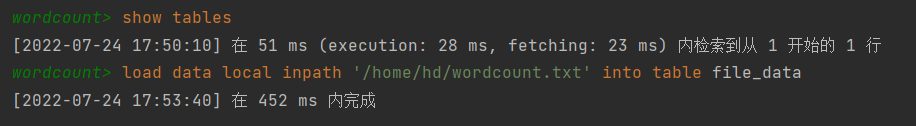 wordcount> show tables
[2022-07-24 17:50:10] 在 51 ms (execution: 28 ms, fetching: 23 ms) 内检索到从 1 开始的 1 行
wordcount> load data local inpath '/home/hd/wordcount.txt' into table file_data
[2022-07-24 17:53:40] 在 452 ms 内完成